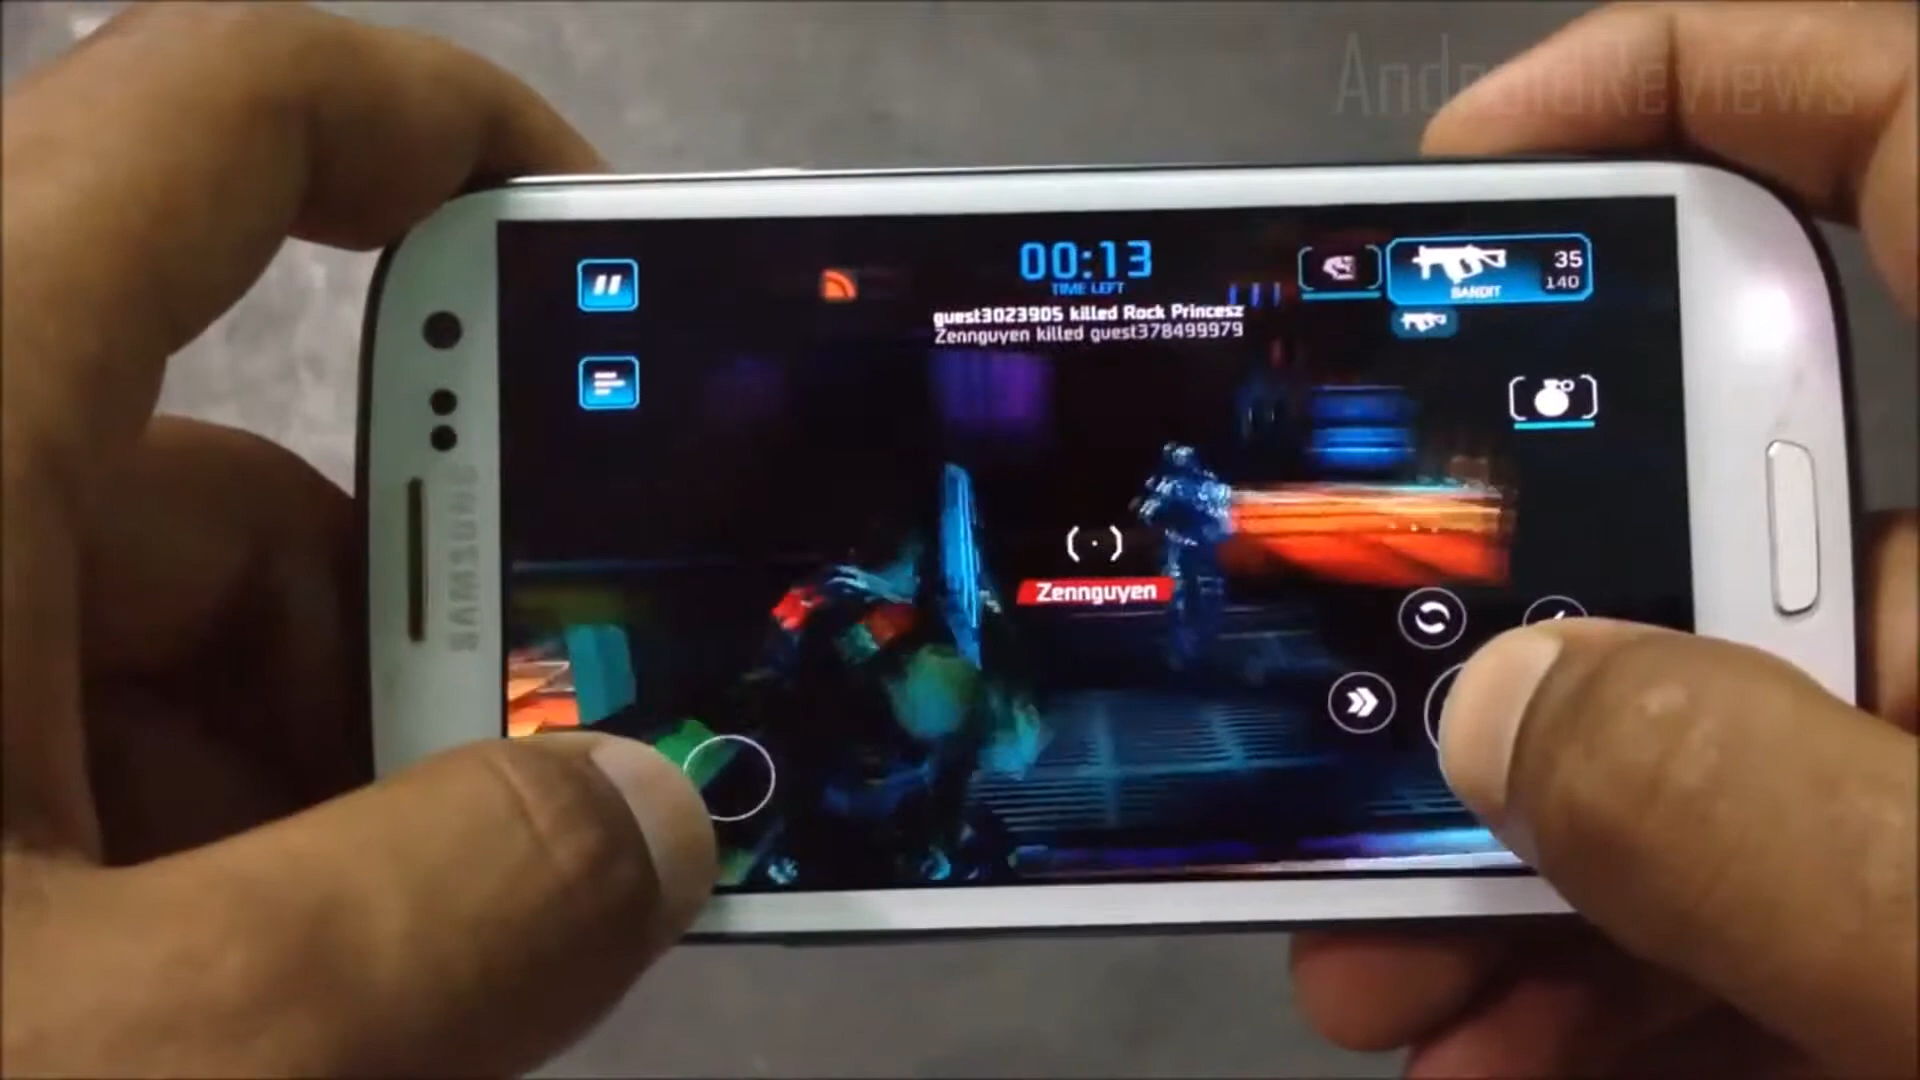 AndroidReviews
00:13
TIME LEFT
guest3023905 killed Rock Princesz
Zennguyen killed guest378499979
35
140
BANDIT
Zennguyen
SAMSUNG